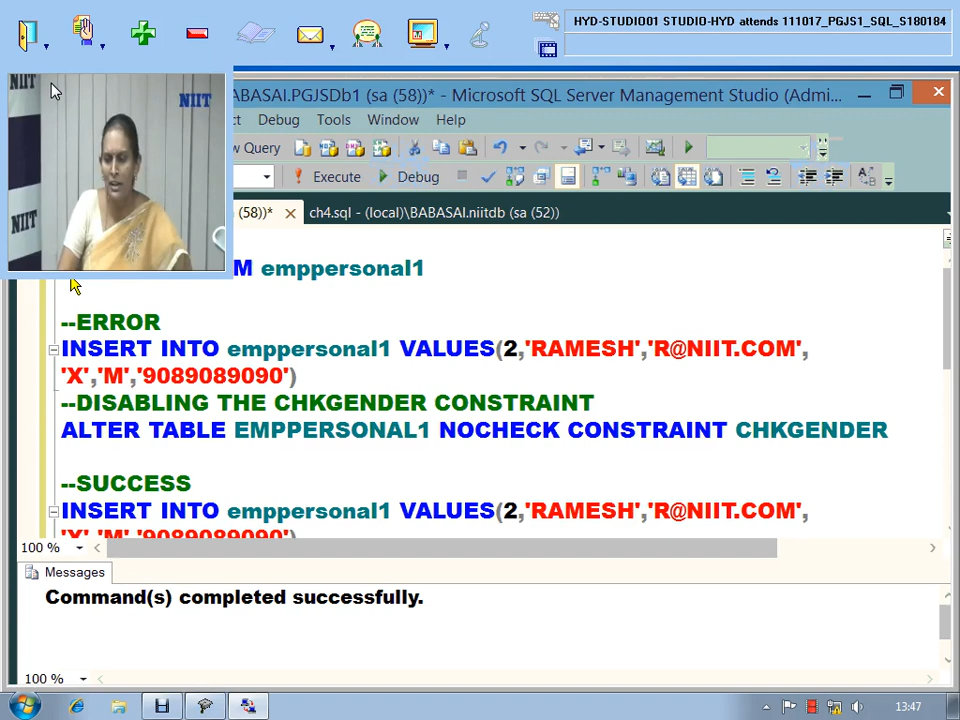 HYD-STUDIO01 STUDIO-HYD attends 111017_PGJS1_SQL_S180184
NIIT
NIIT
NIIT
ABASAI.PGJSDb1 (sa (58))* - Microsoft SQL Server Management Studio (Admi...
ct Debug Tools Window Help
w Query
Execute Debug
(58))* ch4.sql - (local)\BABASAI.niitdb (sa (52))
M emppersonal1
--ERROR
INSERT INTO emppersonal1 VALUES(2,'RAMESH','R@NIIT.COM',
'X','M','9089089090')
--DISABLING THE CHKGENDER CONSTRAINT
ALTER TABLE EMPPERSONAL1 NOCHECK CONSTRAINT CHKGENDER
--SUCCESS
INSERT INTO emppersonal1 VALUES(2,'RAMESH','R@NIIT.COM',
'X','M','9089089090')
100 %
Messages
Command(s) completed successfully.
100 %
13:47